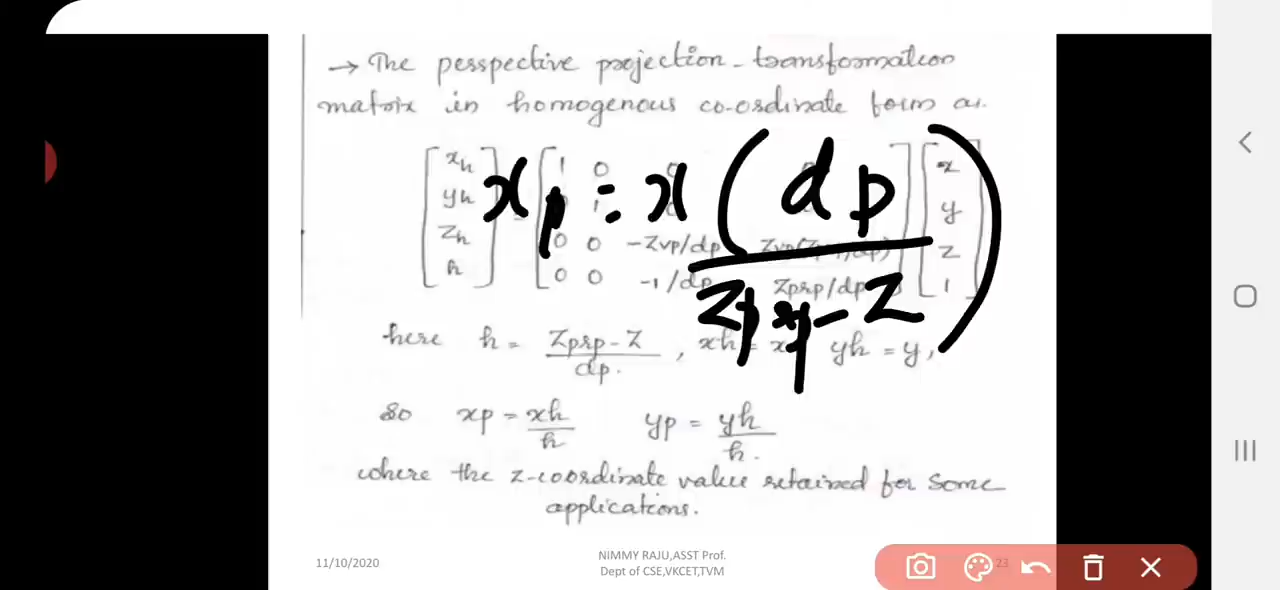 → The perspective projection - transformation
matrix in homogenous co-ordinate form as.
xp = x (dp / zprp - z)
[xh yh zh h] [1 0 0
1
0 0 -zvp/dp
0 0 -1/dp zprp/dp] [x y z 1]
here h = zprp - z / dp. , xh = x, yh = y,
so xp = xh/h yp = yh/h.
where the z-coordinate value retained for some
applications.
11/10/2020
NIMMY RAJU,ASST Prof.
Dept of CSE,VKCET,TVM
23